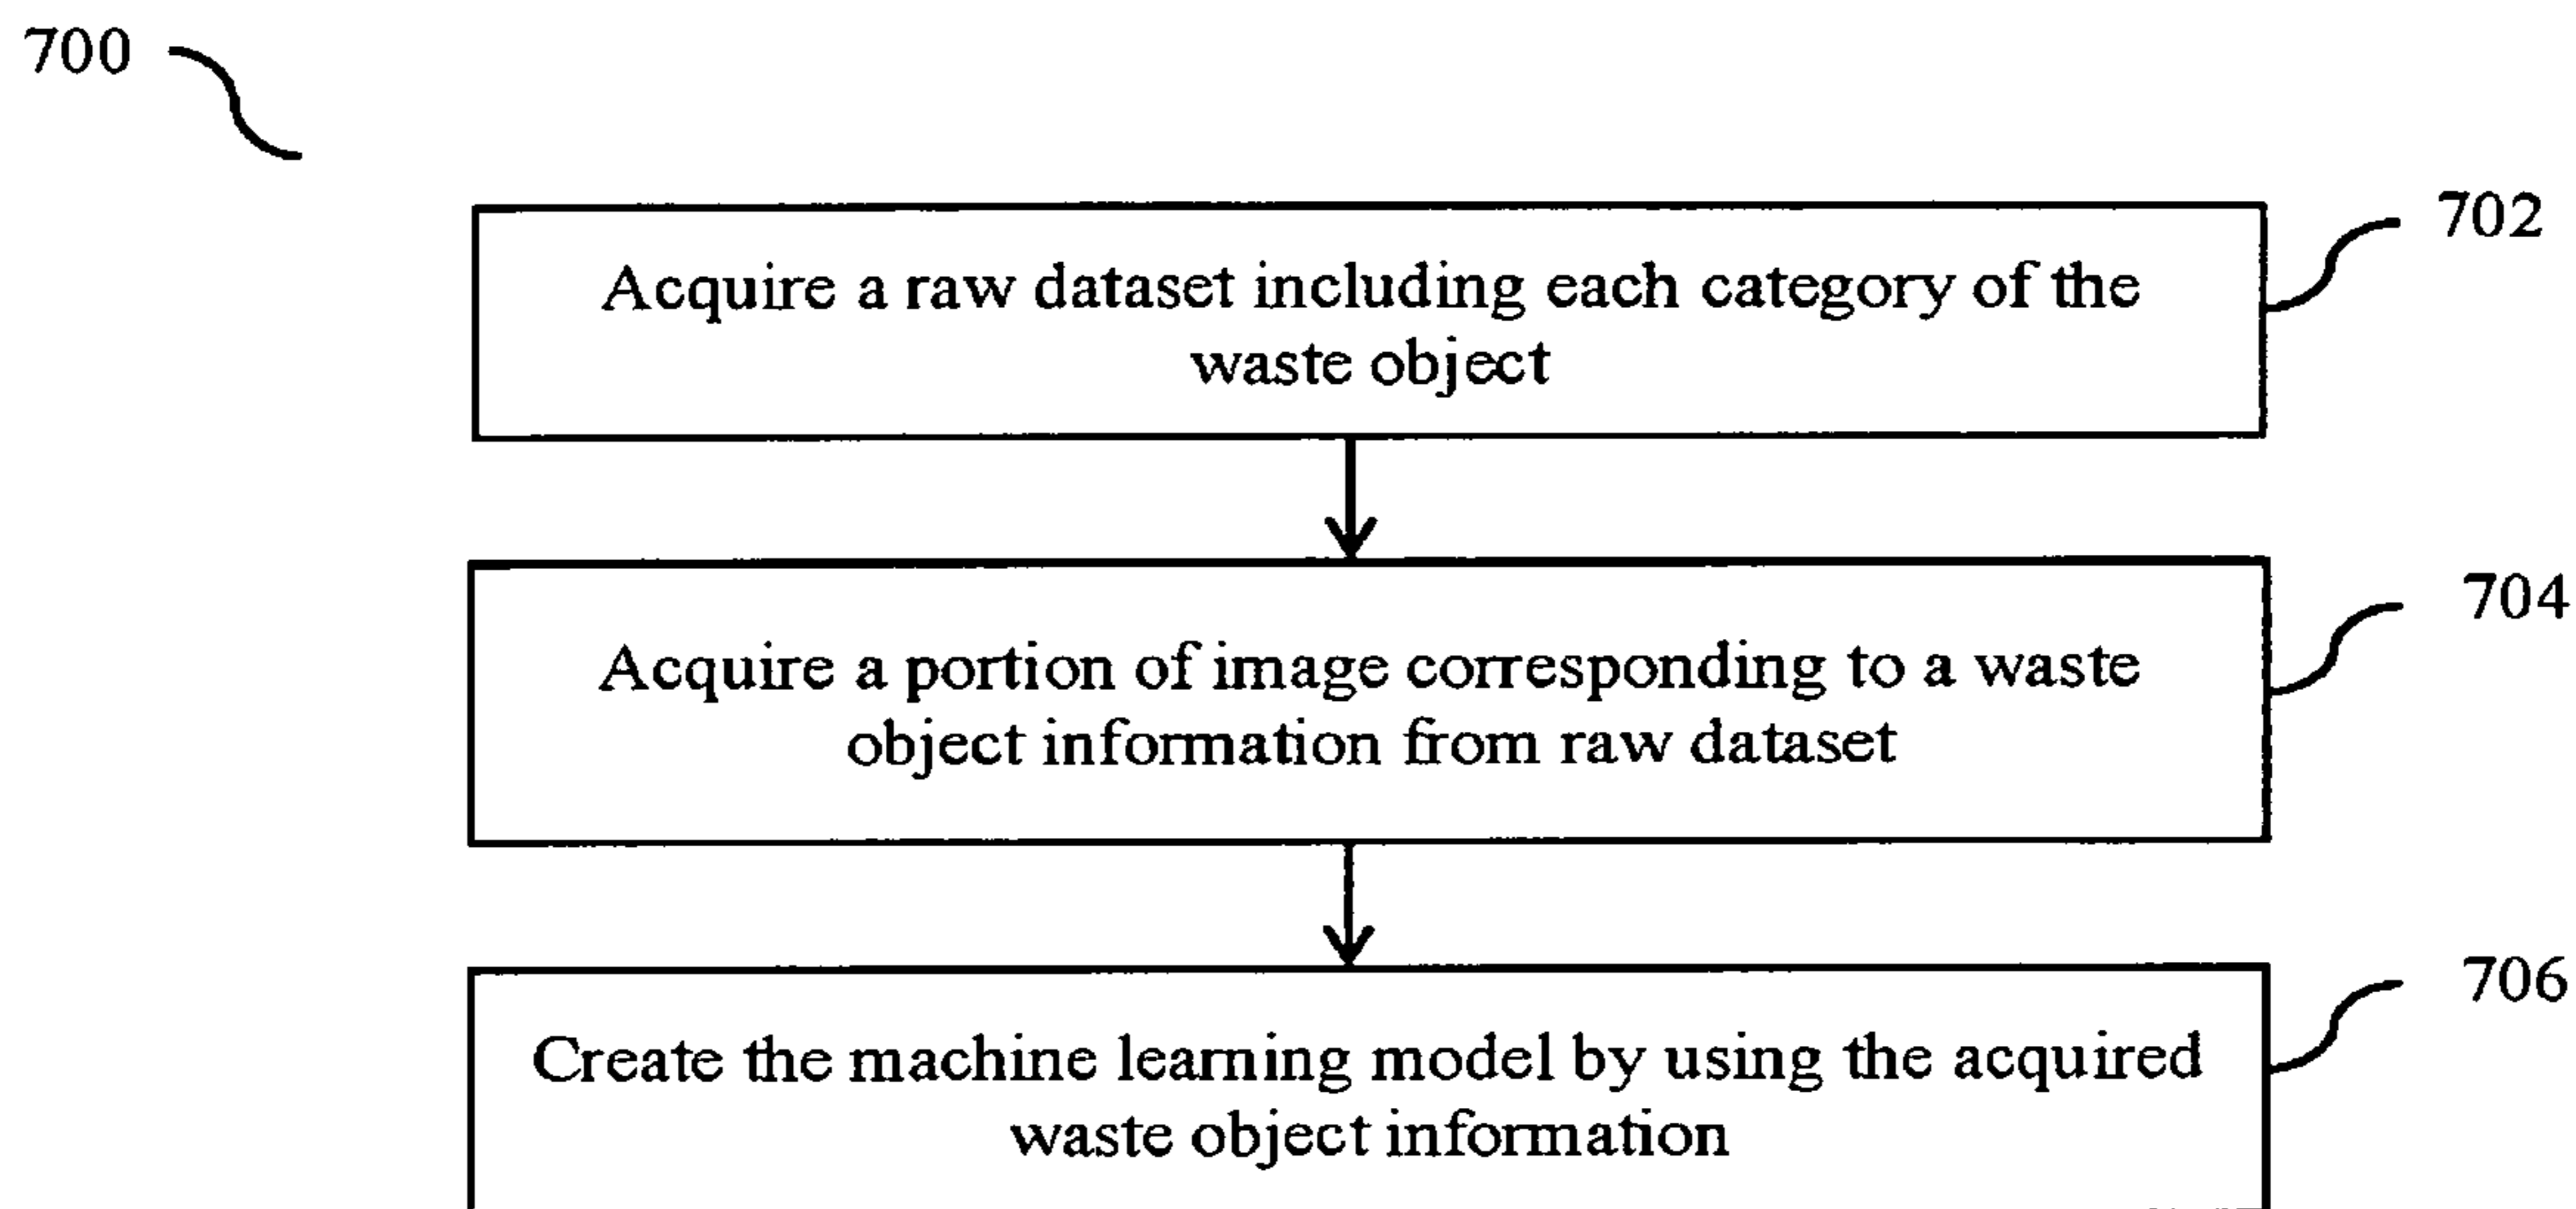 700
702
Acquire a raw dataset including each category of the
waste object
704
Acquire a portion of image corresponding to a waste
object information from raw dataset
706
Create the machine learning model by using the acquired
waste object information